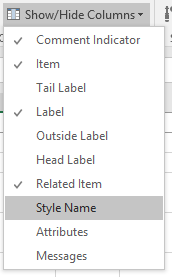 Show/Hide Columns
Comment Indicator
Item
Tail Label
Label
Outside Label
Head Label
Related Item
Style Name
Attributes
Messages